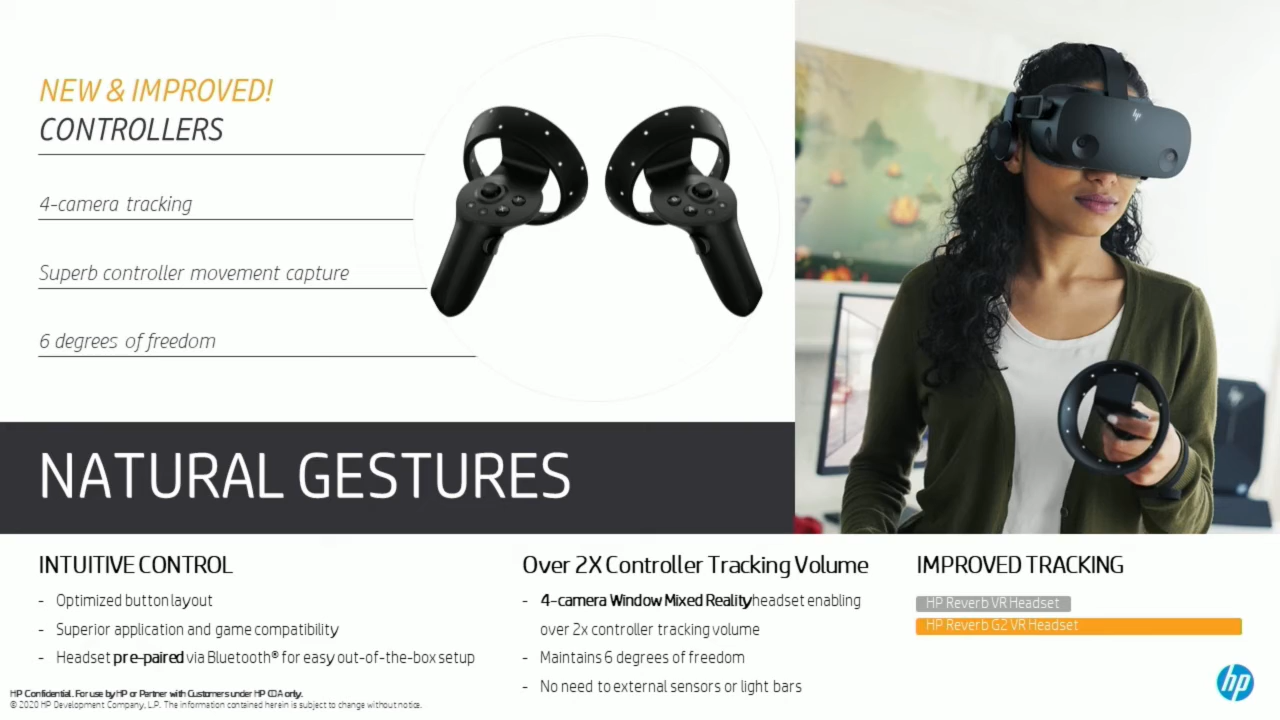 NEW & IMPROVED!
CONTROLLERS
4-camera tracking
Superb controller movement capture
6 degrees of freedom
NATURAL GESTURES
INTUITIVE CONTROL
- Optimized button layout
- Superior application and game compatibility
- Headset pre-paired via Bluetooth® for easy out-of-the-box setup
Over 2X Controller Tracking Volume
- 4-camera Window Mixed Reality headset enabling
over 2x controller tracking volume
- Maintains 6 degrees of freedom
- No need to external sensors or light bars
IMPROVED TRACKING
HP Reverb VR Headset
HP Reverb G2 VR Headset
HP Confidential. For use by HP or Partner with Customers under HP CDA only.
© 2020 HP Development Company, L.P. The information contained herein is subject to change without notice.
hp
hp
hp